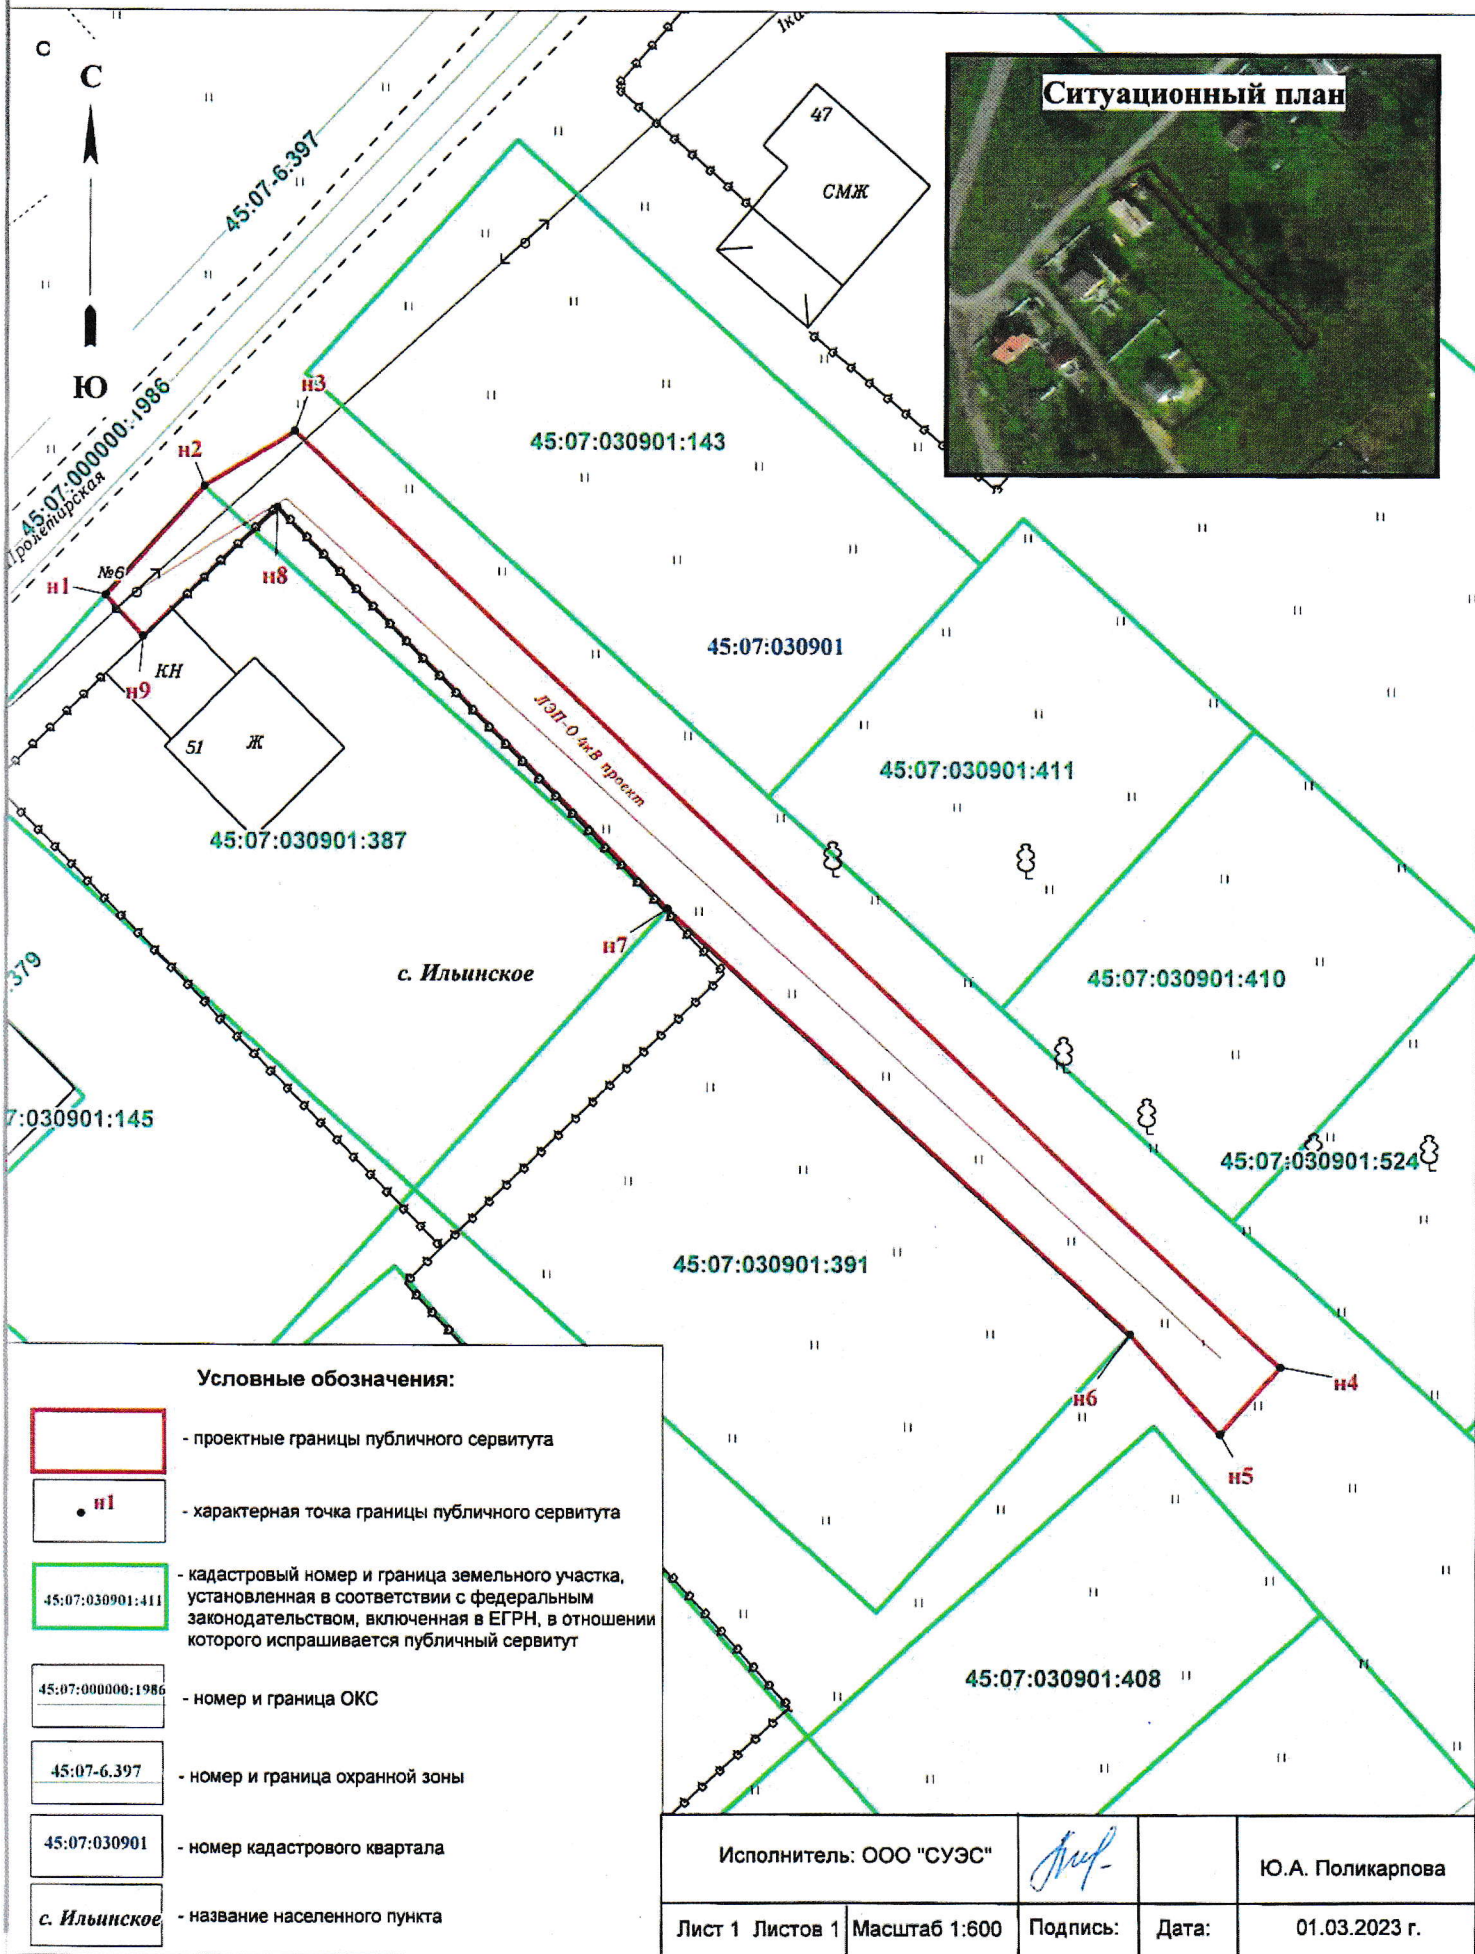 С
С
Ю
45:07-6.397
45:07:000000:1986
Пролетарская
Ситуационный план
47
СМЖ
н3
н2
45:07:030901:143
№6
н1
н8
н9
КН
51
Ж
45:07:030901
ЛЭП-0.4кВ проект
45:07:030901:411
45:07:030901:387
н7
с. Ильинское
45:07:030901:410
:379
7:030901:145
45:07:030901:524
45:07:030901:391
н4
н6
н5
45:07:030901:408
Условные обозначения:
- проектные границы публичного сервитута
н1
- характерная точка границы публичного сервитута
45:07:030901:411
- кадастровый номер и граница земельного участка,
установленная в соответствии с федеральным
законодательством, включенная в ЕГРН, в отношении
которого испрашивается публичный сервитут
45:07:000000:1986
- номер и граница ОКС
45:07-6.397
- номер и граница охранной зоны
45:07:030901
- номер кадастрового квартала
с. Ильинское
- название населенного пункта
Исполнитель: ООО "СУЭС"
Ю.А. Поликарпова
Лист 1 Листов 1
Масштаб 1:600
Подпись:
Дата:
01.03.2023 г.